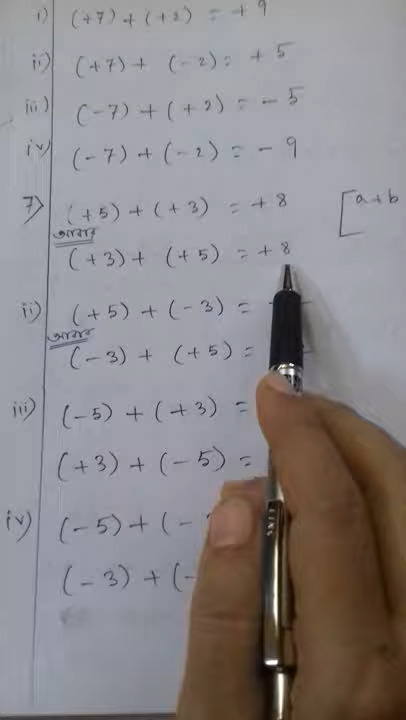 i) (+7) + (+2) = + 9
ii) (+7) + (-2) = + 5
iii) (-7) + (+2) = - 5
iv) (-7) + (-2) = - 9
7) (+5) + (+3) = + 8 [a+b
আবার
(+3) + (+5) = + 8
ii) (+5) + (-3) =
আবার
(-3) + (+5) =
iii) (-5) + (+3) =
(+3) + (-5) =
iv) (-5) + (-
(-3) + (-